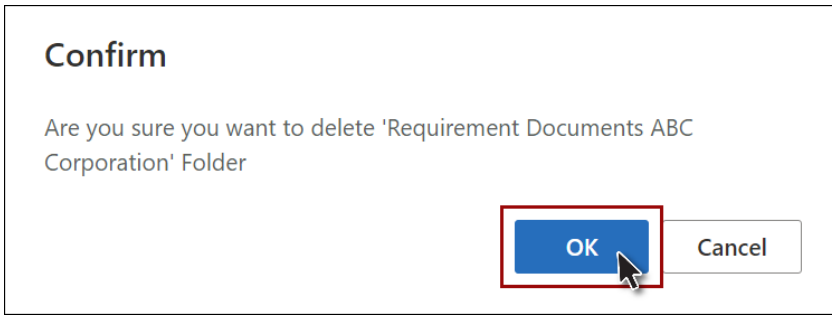 Confirm
Are you sure you want to delete 'Requirement Documents ABC
Corporation' Folder
OK
Cancel